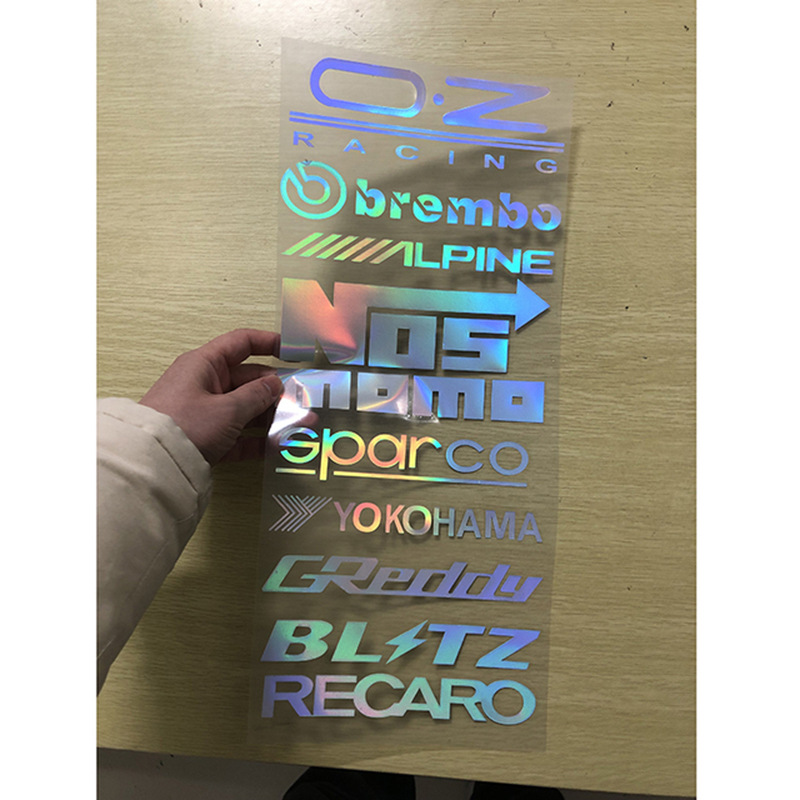 O·Z
RACING
brembo
ALPINE
NOS
momo
sparco
YOKOHAMA
GReddy
BLITZ
RECARO